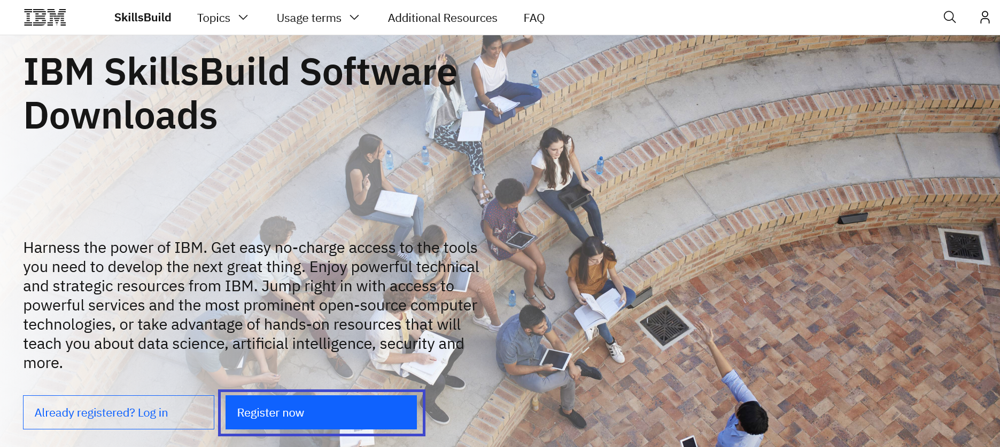 IBM
SkillsBuild
Topics
Usage terms
Additional Resources
FAQ
IBM SkillsBuild Software
Downloads
Harness the power of IBM. Get easy no-charge access to the tools
you need to develop the next great thing. Enjoy powerful technical
and strategic resources from IBM. Jump right in with access to
powerful services and the most prominent open-source computer
technologies, or take advantage of hands-on resources that will
teach you about data science, artificial intelligence, security and
more.
Already registered? Log in
Register now